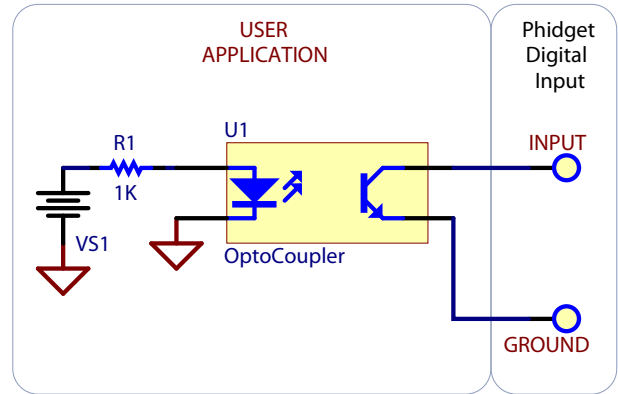 USER
APPLICATION
Phidget
Digital
Input
R1
1K
VS1
U1
OptoCoupler
INPUT
GROUND